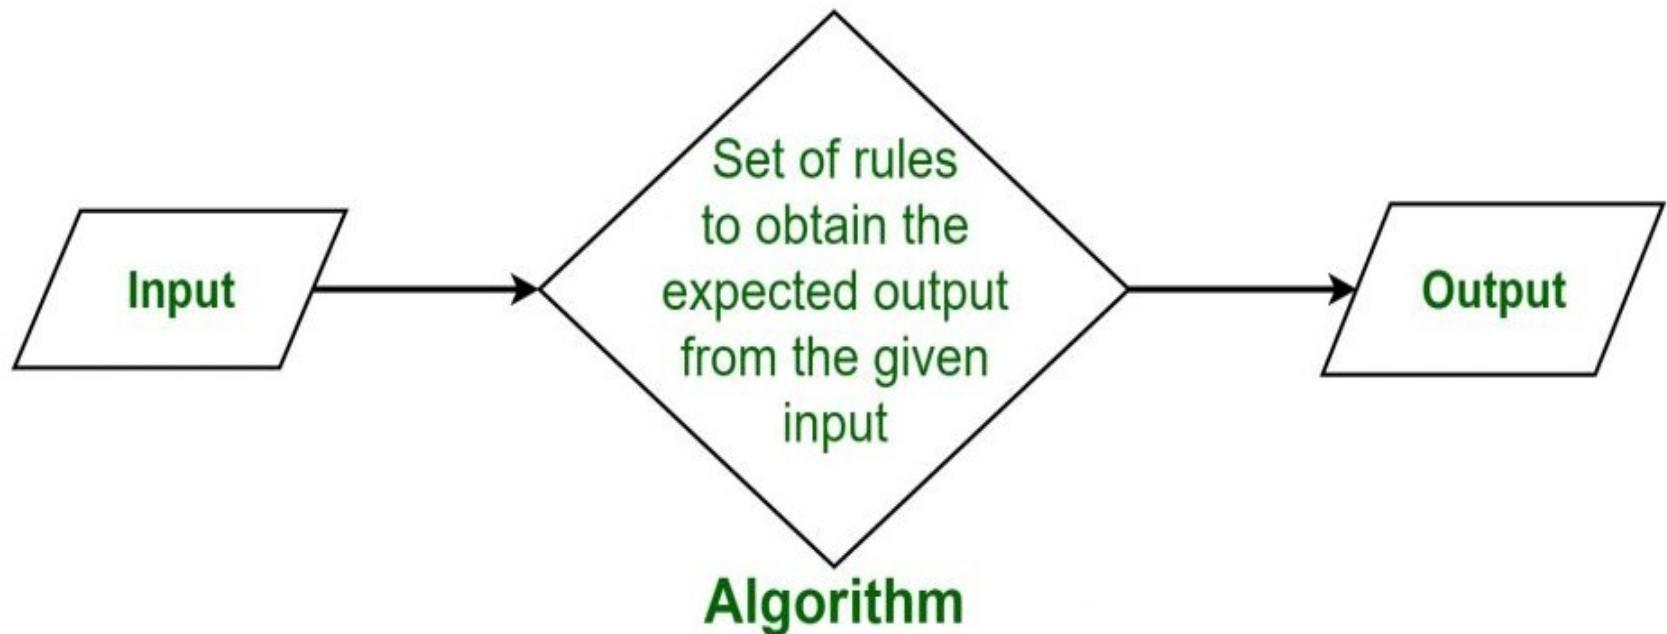 Input
Set of rules
to obtain the
expected output
from the given
input
Output
Algorithm